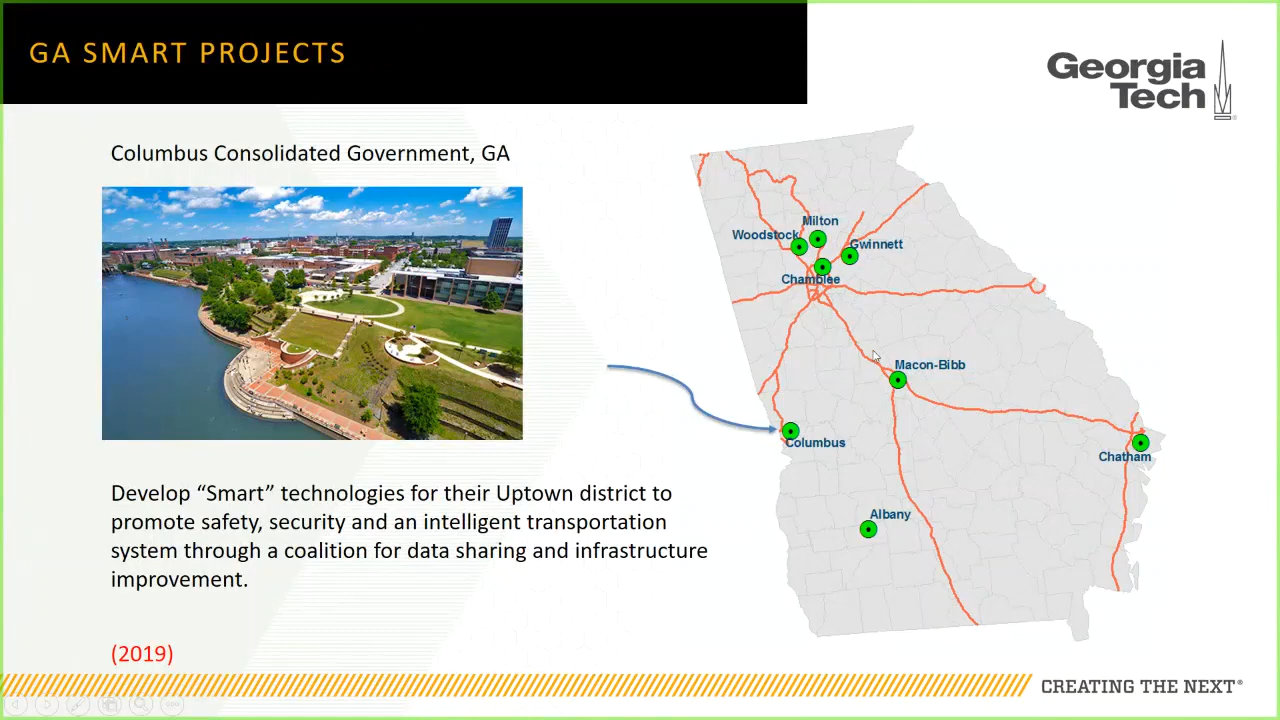 GA SMART PROJECTS
Georgia
Tech
Columbus Consolidated Government, GA
Milton
Woodstock
Gwinnett
Chamblee
Macon-Bibb
Columbus
Chatham
Albany
Develop “Smart” technologies for their Uptown district to
promote safety, security and an intelligent transportation
system through a coalition for data sharing and infrastructure
improvement.
(2019)
CREATING THE NEXT®